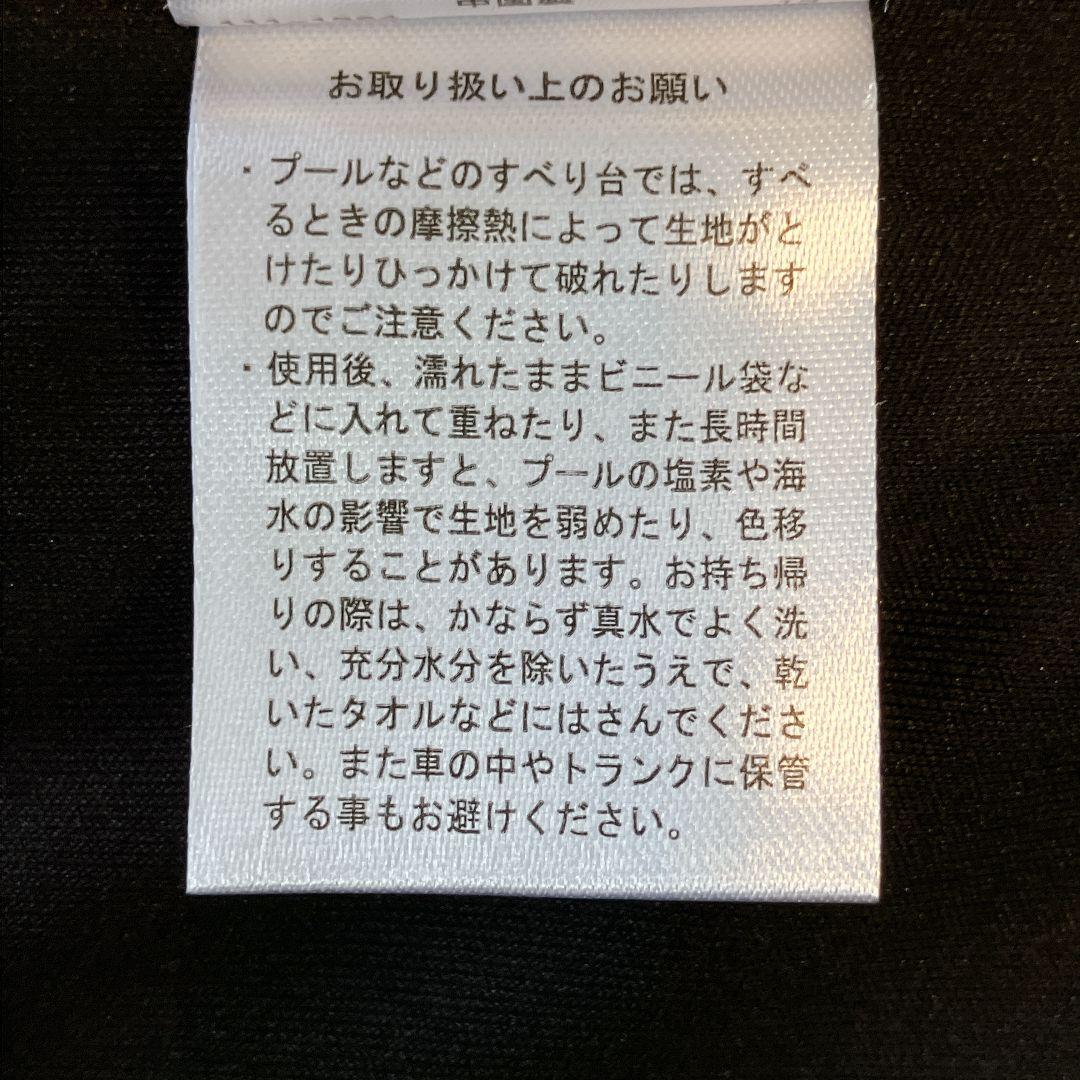 お取り扱い上のお願い
・プールなどのすべり台では、すべ
るときの摩擦熱によって生地がと
けたりひっかけて破れたりします
のでご注意ください。
・使用後、濡れたままビニール袋な
どに入れて重ねたり、また長時間
放置しますと、プールの塩素や海
水の影響で生地を弱めたり、色移
りすることがあります。お持ち帰
りの際は、かならず真水でよく洗
い、充分水分を除いたうえで、乾
いたタオルなどにはさんでくださ
い。また車の中やトランクに保管
する事もお避けください。